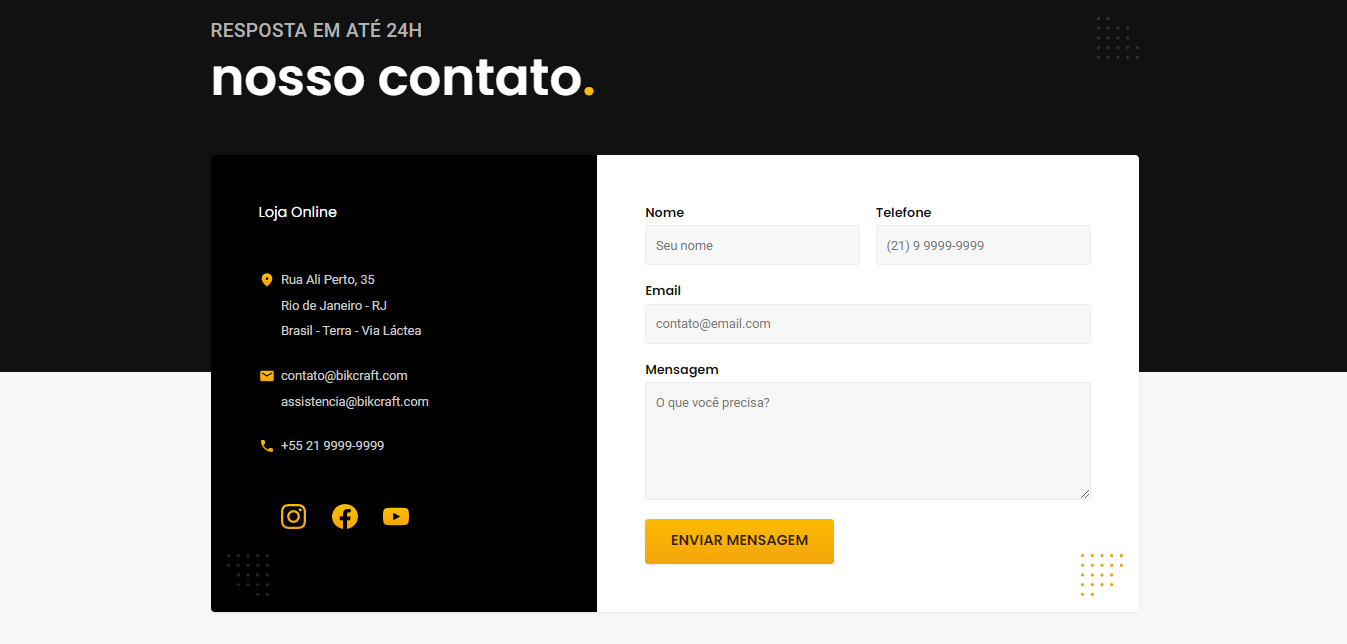 RESPOSTA EM ATÉ 24H
nosso contato.
Loja Online
Rua Ali Perto, 35
Rio de Janeiro - RJ
Brasil - Terra - Via Láctea
contato@bikcraft.com
assistencia@bikcraft.com
+55 21 9999-9999
Nome
Seu nome
Telefone
(21) 9 9999-9999
Email
contato@email.com
Mensagem
O que você precisa?
ENVIAR MENSAGEM